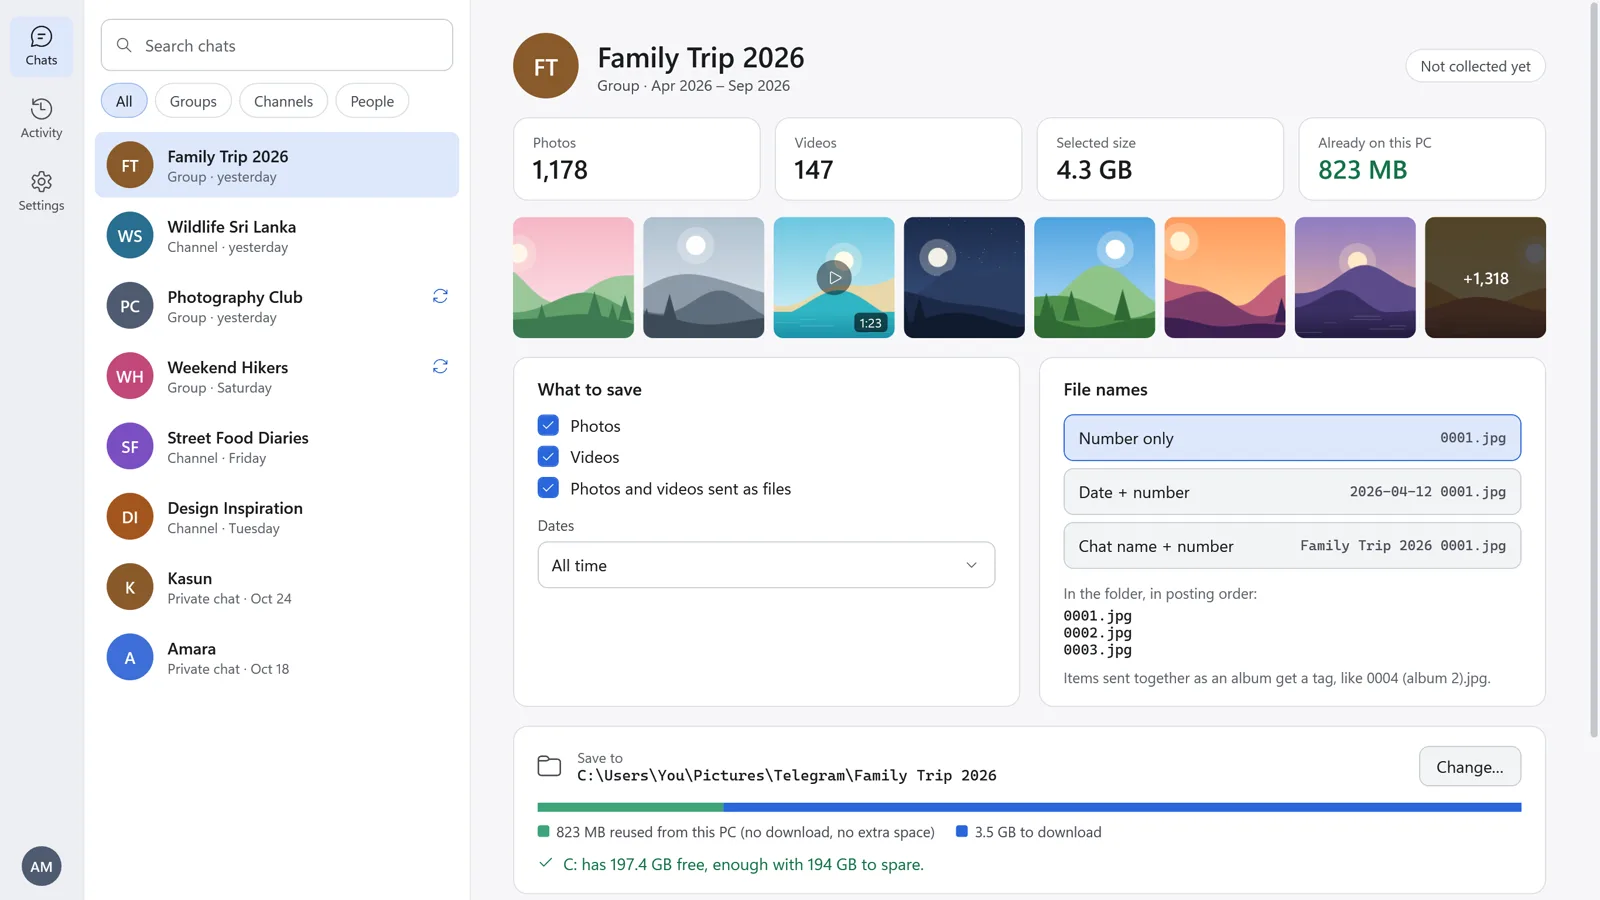 Chats
Activity
Settings
AM
Search chats
All
Groups
Channels
People
FT
Family Trip 2026
Group · yesterday
WS
Wildlife Sri Lanka
Channel · yesterday
PC
Photography Club
Group · yesterday
WH
Weekend Hikers
Group · Saturday
SF
Street Food Diaries
Channel · Friday
DI
Design Inspiration
Channel · Tuesday
K
Kasun
Private chat · Oct 24
A
Amara
Private chat · Oct 18
FT
Family Trip 2026
Group · Apr 2026 – Sep 2026
Not collected yet
Photos
1,178
Videos
147
Selected size
4.3 GB
Already on this PC
823 MB
1:23
+1,318
What to save
Photos
Videos
Photos and videos sent as files
Dates
All time
File names
Number only 0001.jpg
Date + number 2026-04-12 0001.jpg
Chat name + number Family Trip 2026 0001.jpg
In the folder, in posting order:
0001.jpg
0002.jpg
0003.jpg
Items sent together as an album get a tag, like 0004 (album 2).jpg.
Save to
C:\Users\You\Pictures\Telegram\Family Trip 2026
Change...
823 MB reused from this PC (no download, no extra space) 3.5 GB to download
C: has 197.4 GB free, enough with 194 GB to spare.